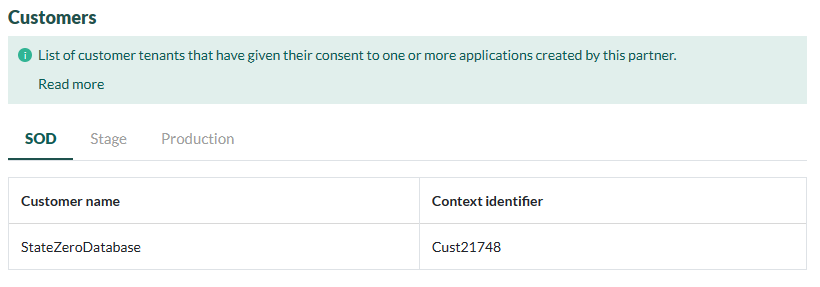 Customers
List of customer tenants that have given their consent to one or more applications created by this partner.
Read more
SOD Stage Production
Customer name Context identifier
StateZeroDatabase Cust21748